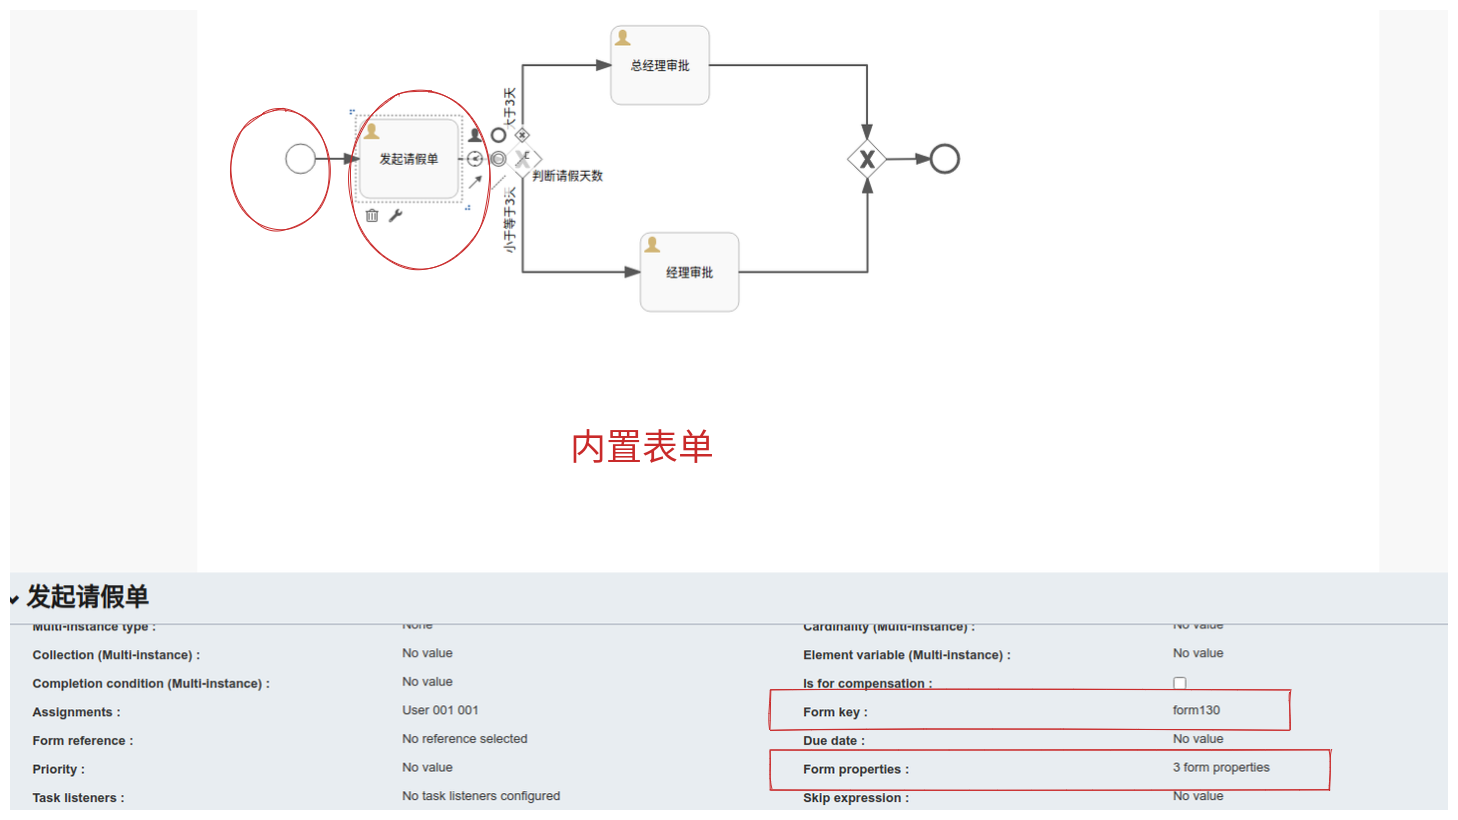 总经理审批
大于3天
发起请假单
判断请假天数
小于等于3天
经理审批
内置表单
发起请假单
Multi-instance type :
None
Cardinality (Multi-instance) :
No value
Collection (Multi-instance) :
No value
Element variable (Multi-instance) :
No value
Completion condition (Multi-instance) :
No value
Is for compensation :
Assignments :
User 001 001
Form key :
form130
Form reference :
No reference selected
Due date :
No value
Priority :
No value
Form properties :
3 form properties
Task listeners :
No task listeners configured
Skip expression :
No value